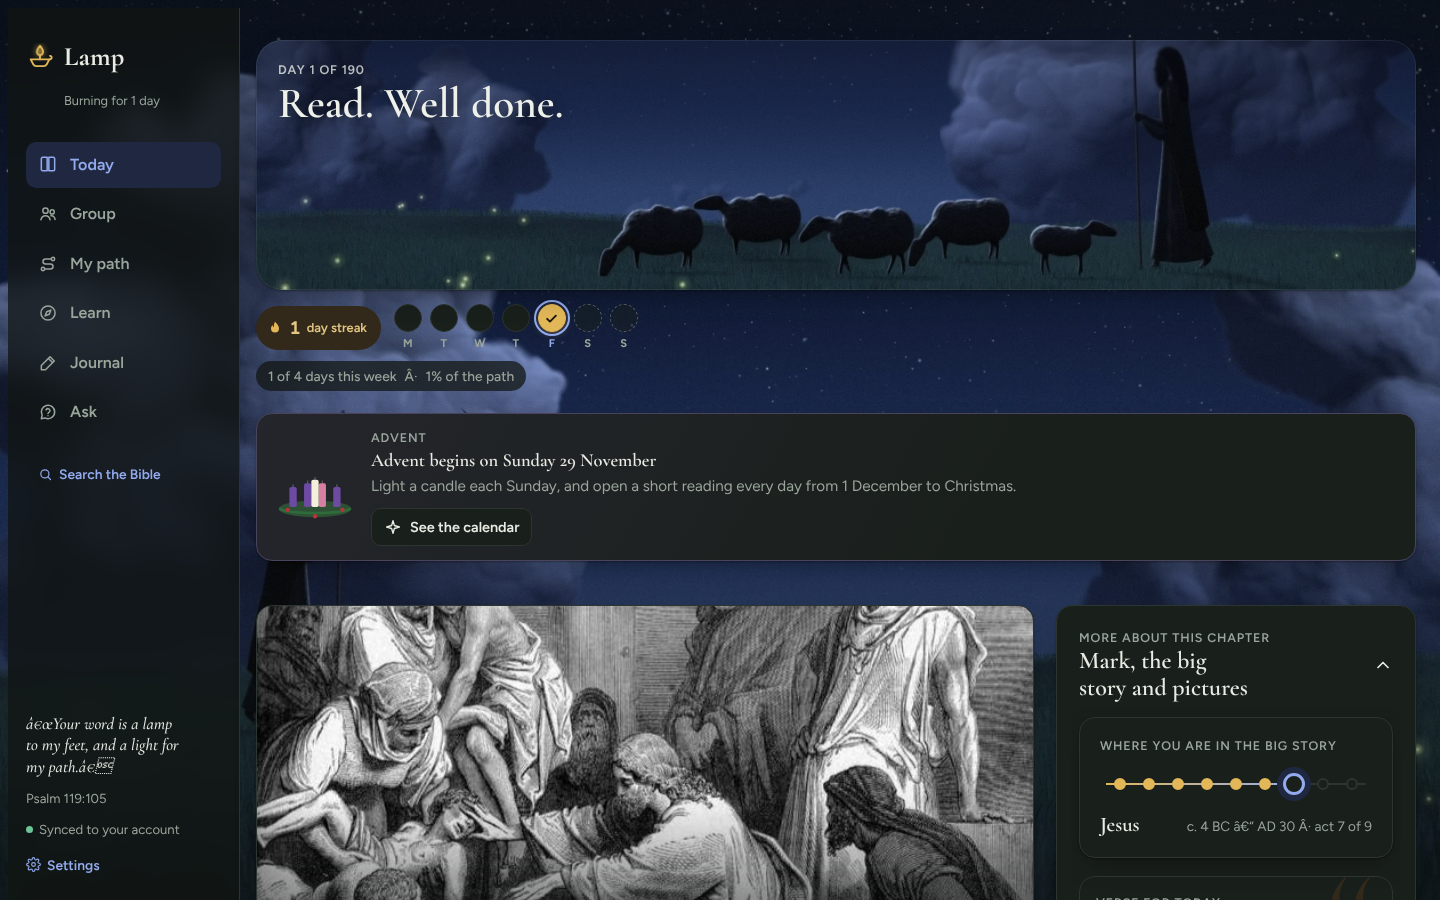 Lamp
Burning for 1 day
Today
Group
My path
Learn
Journal
Ask
Search the Bible
“Your word is a lamp
to my feet, and a light for
my path.â€
Psalm 119:105
Synced to your account
Settings
DAY 1 OF 190
Read. Well done.
1 day streak
M T W T F S S
1 of 4 days this week Â· 1% of the path
ADVENT
Advent begins on Sunday 29 November
Light a candle each Sunday, and open a short reading every day from 1 December to Christmas.
See the calendar
MORE ABOUT THIS CHAPTER
Mark, the big
story and pictures
WHERE YOU ARE IN THE BIG STORY
Jesus
c. 4 BC â€“ AD 30 Â· act 7 of 9
VERSE FOR TODAY